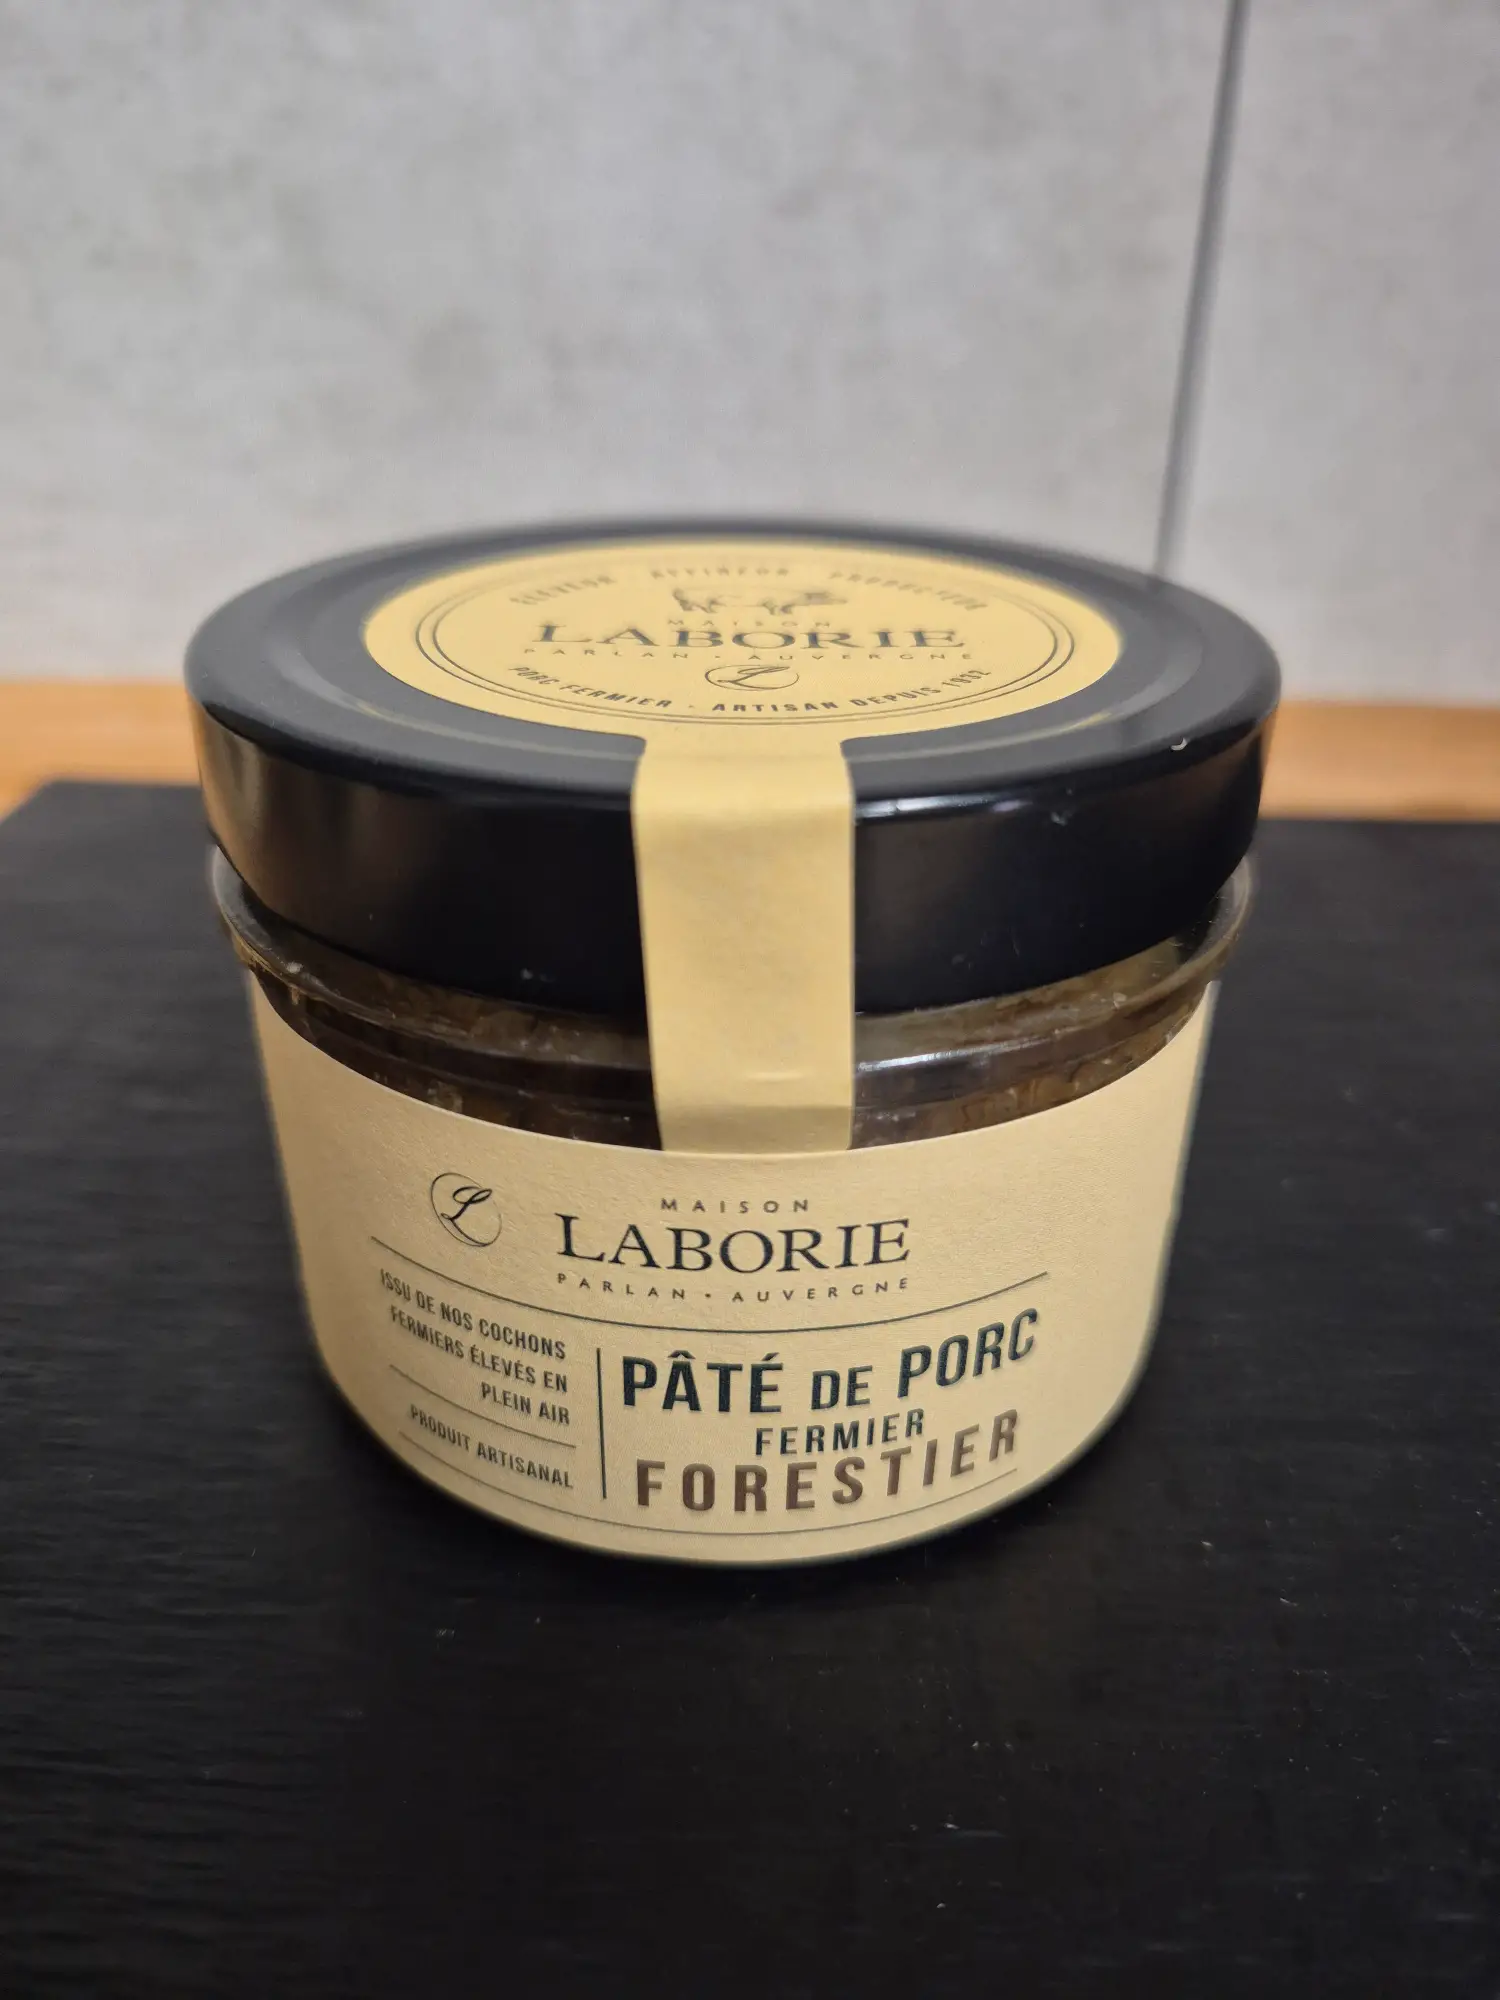 ÉLEVEUR · AFFINEUR · PRODUCTEUR
MAISON
LABORIE
PARLAN · AUVERGNE
L
PORC FERMIER · ARTISAN DEPUIS 1932
L
MAISON
LABORIE
PARLAN · AUVERGNE
ISSU DE NOS COCHONS
FERMIERS ÉLEVÉS EN
PLEIN AIR
PRODUIT ARTISANAL
PÂTÉ DE PORC
FERMIER
FORESTIER